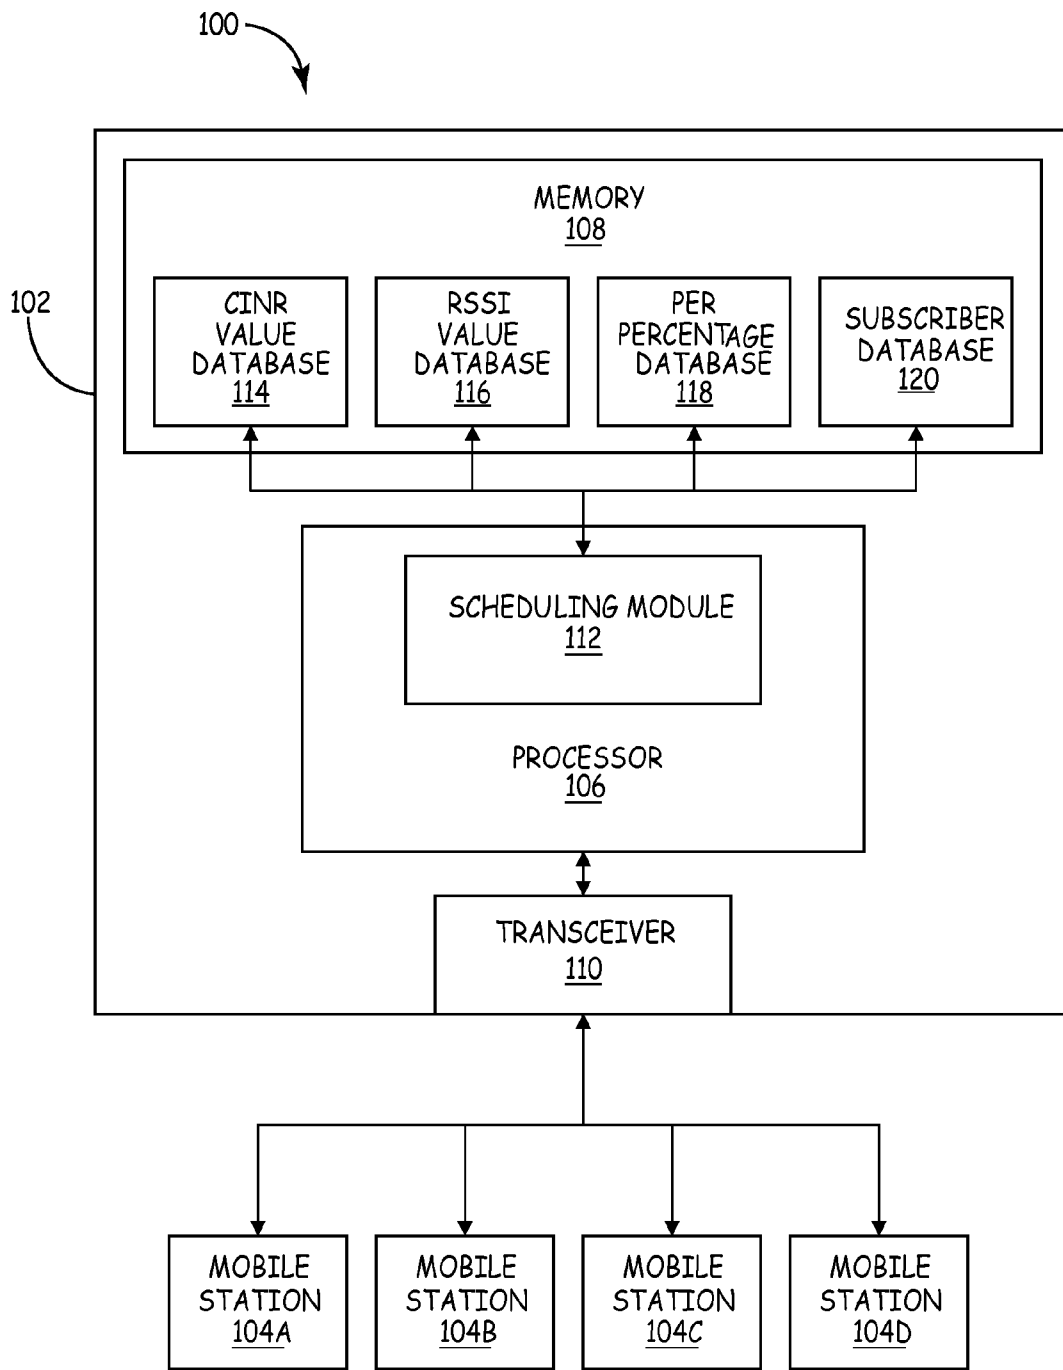 100
MEMORY
108
102
CINR
VALUE
DATABASE
114
RSSI
VALUE
DATABASE
116
PER
PERCENTAGE
DATABASE
118
SUBSCRIBER
DATABASE
120
SCHEDULING MODULE
112
PROCESSOR
106
TRANSCEIVER
110
MOBILE
STATION
104A
MOBILE
STATION
104B
MOBILE
STATION
104C
MOBILE
STATION
104D